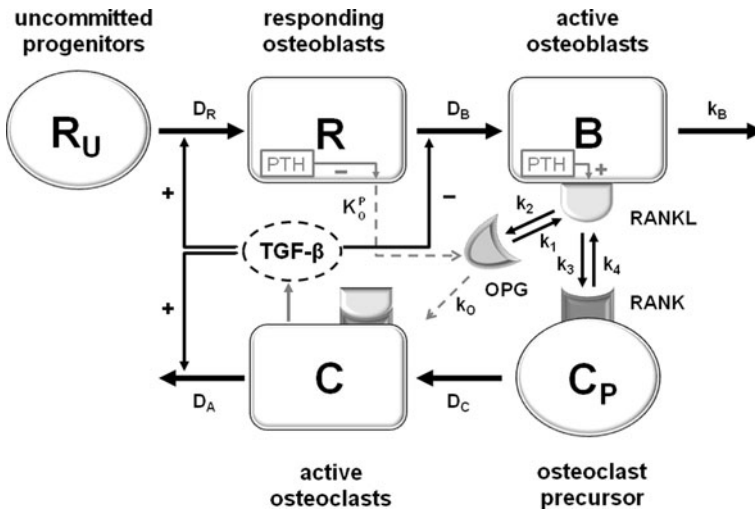 uncommitted
progenitors
responding
osteoblasts
active
osteoblasts
D_R
D_B
k_B
R_U
R
B
PTH
−
PTH
+
+
K_O^P
−
k_2
k_1
RANKL
TGF-β
k_3
k_4
OPG
RANK
+
k_O
C
C_P
D_A
D_C
active
osteoclasts
osteoclast
precursor